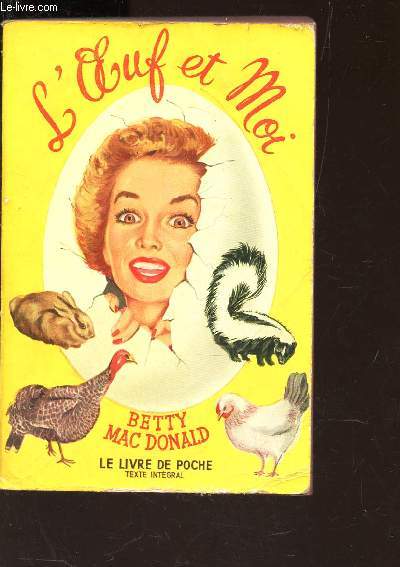 Le-livre.com
L'Œuf et Moi
BETTY
MAC DONALD
LE LIVRE DE POCHE
TEXTE INTÉGRAL